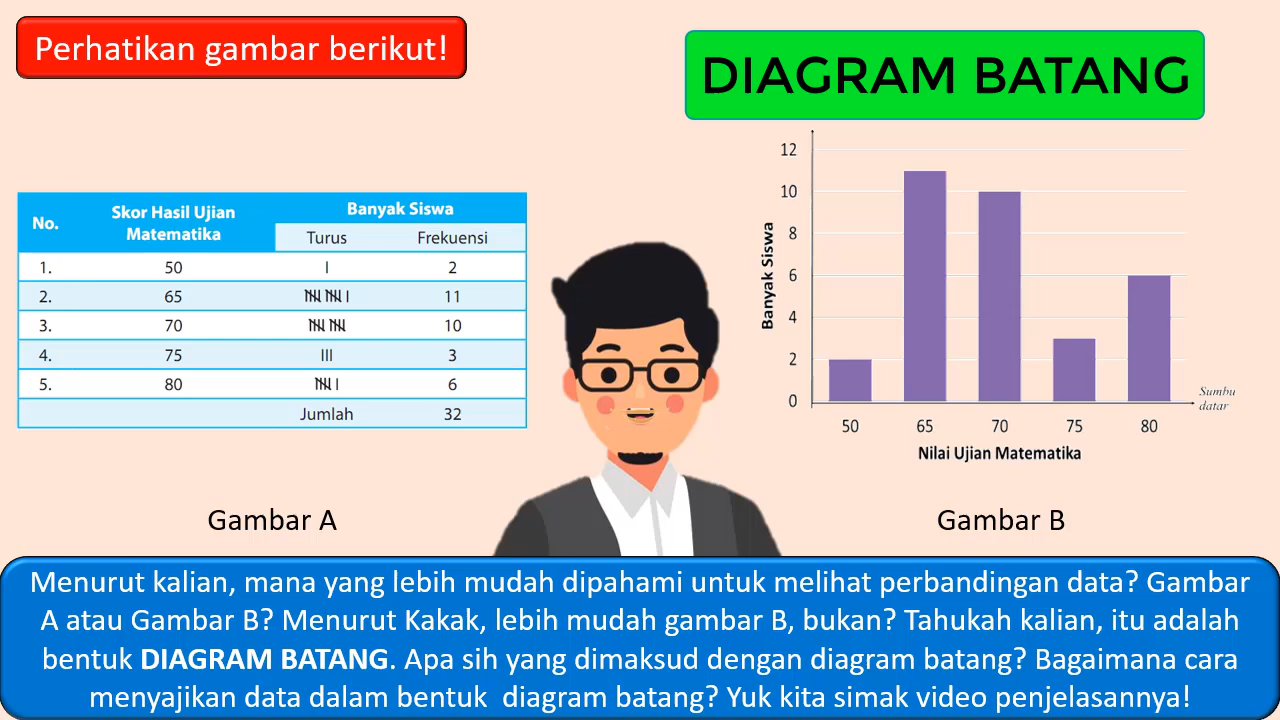 Perhatikan gambar berikut!
DIAGRAM BATANG
No. Skor Hasil Ujian Matematika Banyak Siswa
Turus Frekuensi
1. 50 I 2
2. 65 𝍸 𝍸 I 11
3. 70 𝍸 𝍸 10
4. 75 III 3
5. 80 𝍸 I 6
Jumlah 32
Gambar A
12
10
8
6
4
2
0
Banyak Siswa
50 65 70 75 80
Sumbu
datar
Nilai Ujian Matematika
Gambar B
Menurut kalian, mana yang lebih mudah dipahami untuk melihat perbandingan data? Gambar
A atau Gambar B? Menurut Kakak, lebih mudah gambar B, bukan? Tahukah kalian, itu adalah
bentuk DIAGRAM BATANG. Apa sih yang dimaksud dengan diagram batang? Bagaimana cara
menyajikan data dalam bentuk diagram batang? Yuk kita simak video penjelasannya!